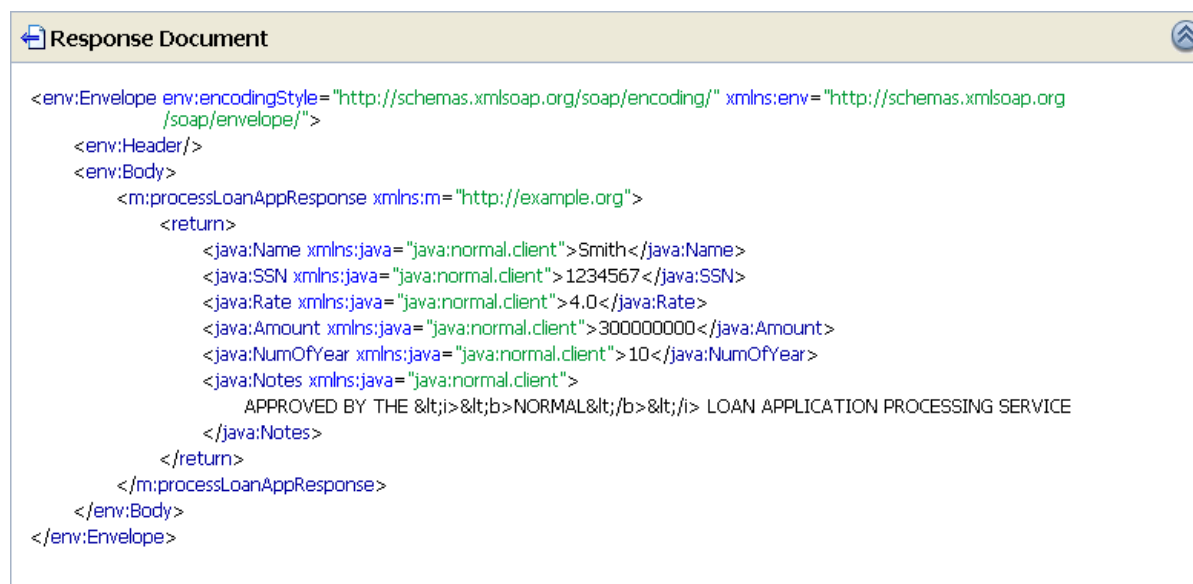 Response Document
<env:Envelope env:encodingStyle="http://schemas.xmlsoap.org/soap/encoding/" xmlns:env="http://schemas.xmlsoap.org
/soap/envelope/">
<env:Header/>
<env:Body>
<m:processLoanAppResponse xmlns:m="http://example.org">
<return>
<java:Name xmlns:java="java:normal.client">Smith</java:Name>
<java:SSN xmlns:java="java:normal.client">1234567</java:SSN>
<java:Rate xmlns:java="java:normal.client">4.0</java:Rate>
<java:Amount xmlns:java="java:normal.client">300000000</java:Amount>
<java:NumOfYear xmlns:java="java:normal.client">10</java:NumOfYear>
<java:Notes xmlns:java="java:normal.client">
APPROVED BY THE &lt;i>&lt;b>NORMAL&lt;/b>&lt;/i> LOAN APPLICATION PROCESSING SERVICE
</java:Notes>
</return>
</m:processLoanAppResponse>
</env:Body>
</env:Envelope>